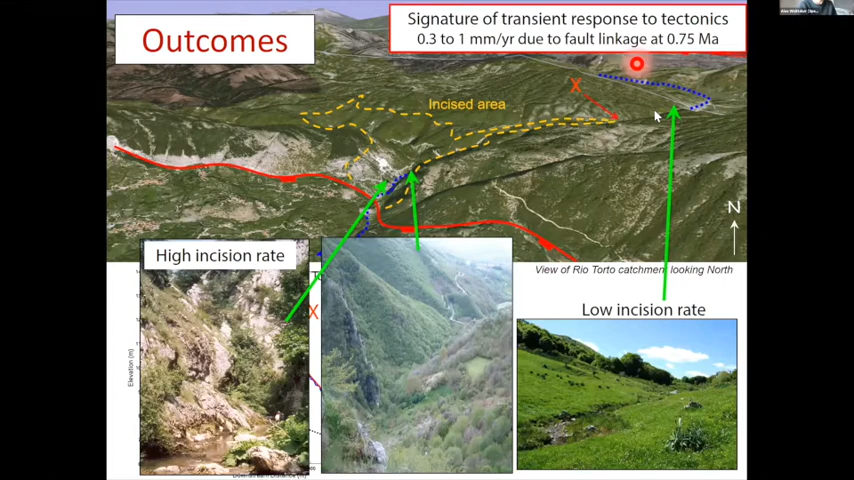 Outcomes
Signature of transient response to tectonics
0.3 to 1 mm/yr due to fault linkage at 0.75 Ma
X
Incised area
N
High incision rate
View of Rio Torto catchment looking North
X
Low incision rate
Elevation (m)